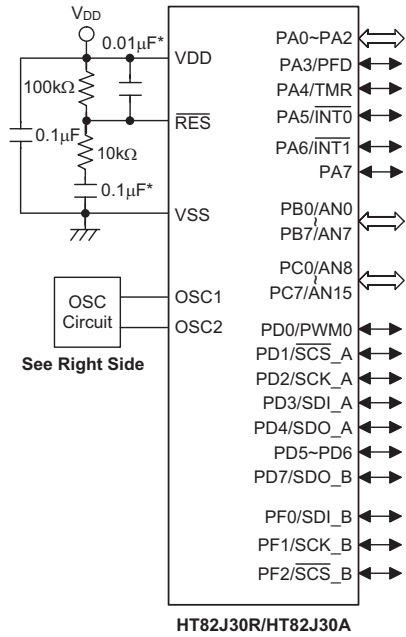 VDD
0.01µF*
VDD
100kΩ
RES
0.1µF
10kΩ
0.1µF*
VSS
OSC
Circuit
OSC1
OSC2
See Right Side
PA0~PA2
PA3/PFD
PA4/TMR
PA5/INT0
PA6/INT1
PA7
PB0/AN0
~
PB7/AN7
PC0/AN8
~
PC7/AN15
PD0/PWM0
PD1/SCS_A
PD2/SCK_A
PD3/SDI_A
PD4/SDO_A
PD5~PD6
PD7/SDO_B
PF0/SDI_B
PF1/SCK_B
PF2/SCS_B
HT82J30R/HT82J30A